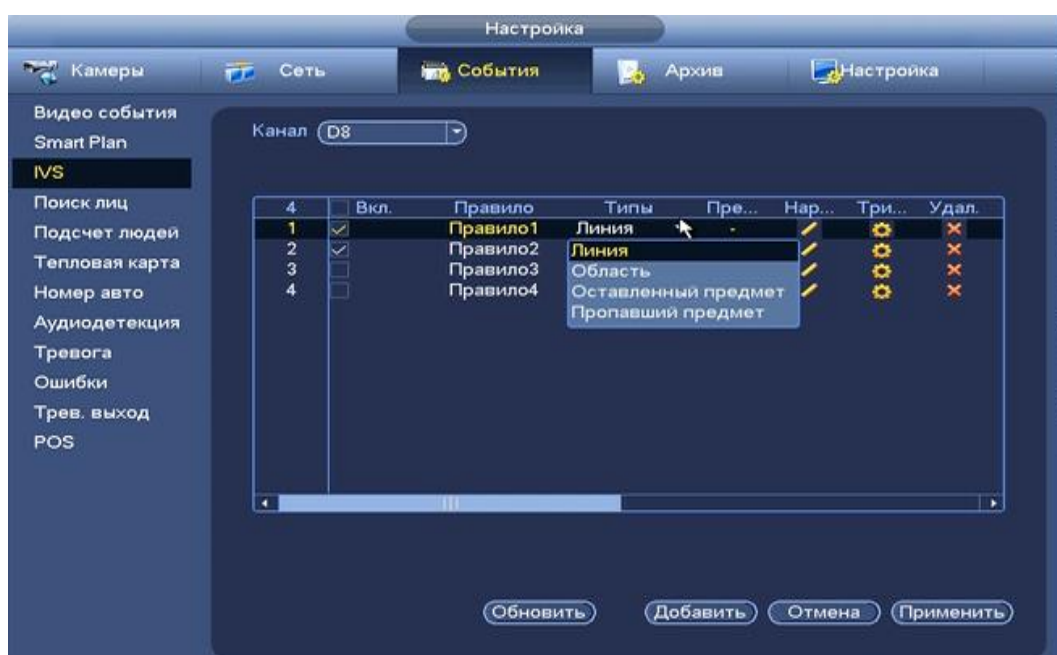 Настройка
Камеры Сеть События Архив Настройка
Видео события
Smart Plan
IVS
Поиск лиц
Подсчет людей
Тепловая карта
Номер авто
Аудиодетекция
Тревога
Ошибки
Трев. выход
POS
Канал D8
4 Вкл. Правило Типы Пре... Нар... Три... Удал.
1 Правило1 Линия -
2 Правило2 Линия
3 Правило3 Область
4 Правило4 Оставленный предмет
Пропавший предмет
Обновить Добавить Отмена Применить